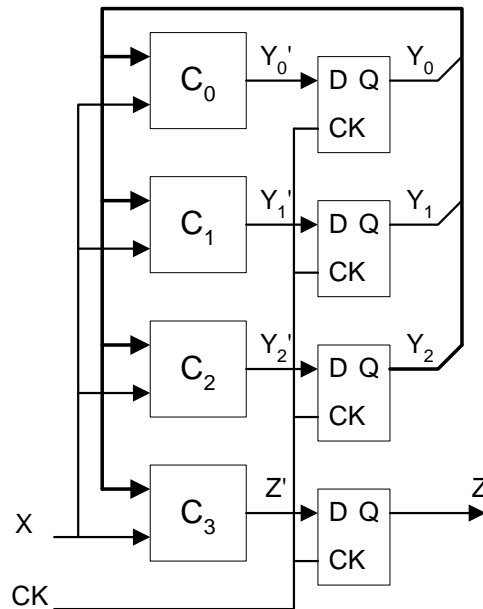 C₀ Y₀' D Q Y₀
CK
C₁ Y₁' D Q Y₁
CK
C₂ Y₂' D Q Y₂
CK
C₃ Z' D Q Z
X
CK
CK